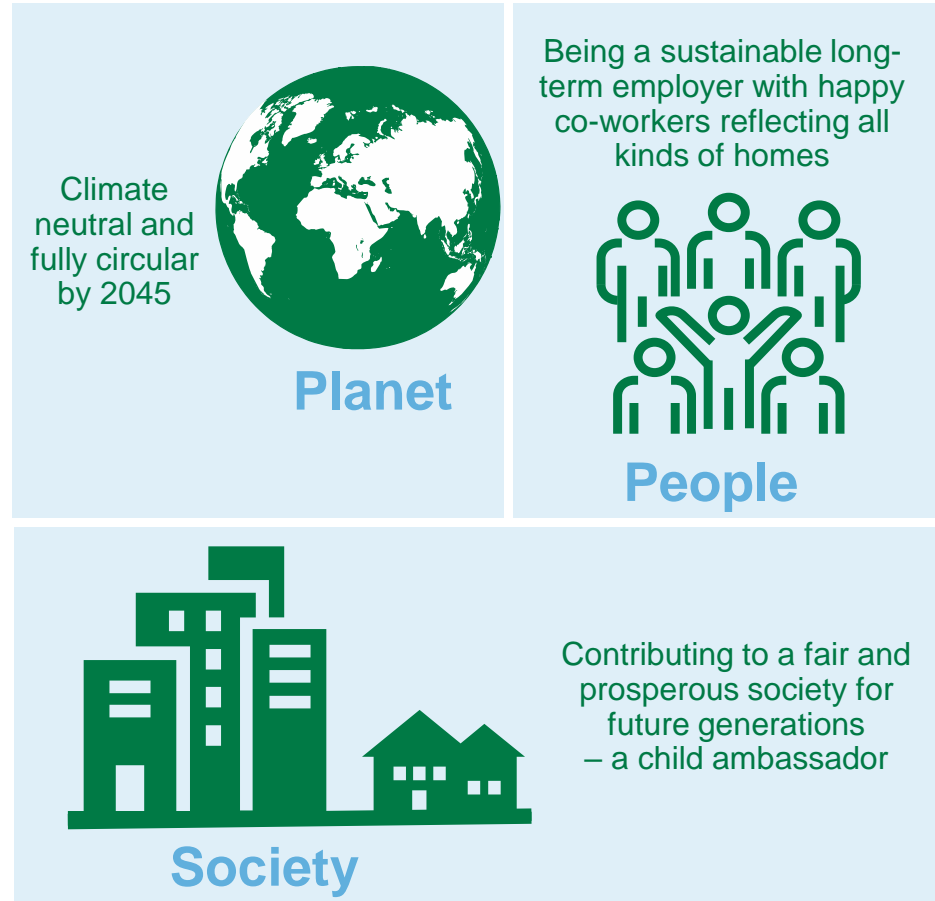 Climate
neutral and
fully circular
by 2045
Planet
Being a sustainable long-
term employer with happy
co-workers reflecting all
kinds of homes
People
Contributing to a fair and
prosperous society for
future generations
– a child ambassador
Society